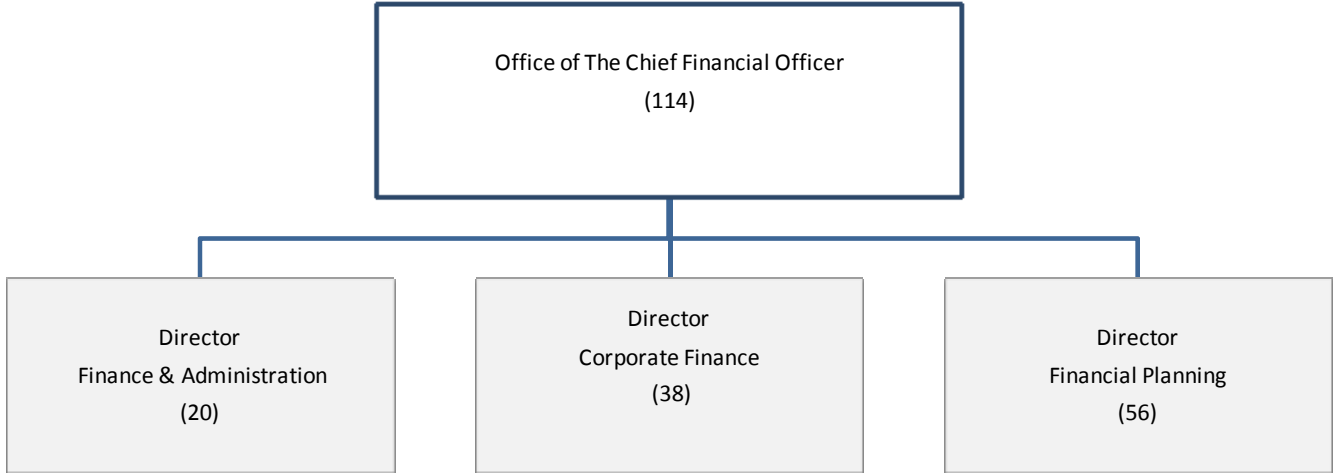 Office of The Chief Financial Officer
(114)
Director
Finance & Administration
(20)
Director
Corporate Finance
(38)
Director
Financial Planning
(56)